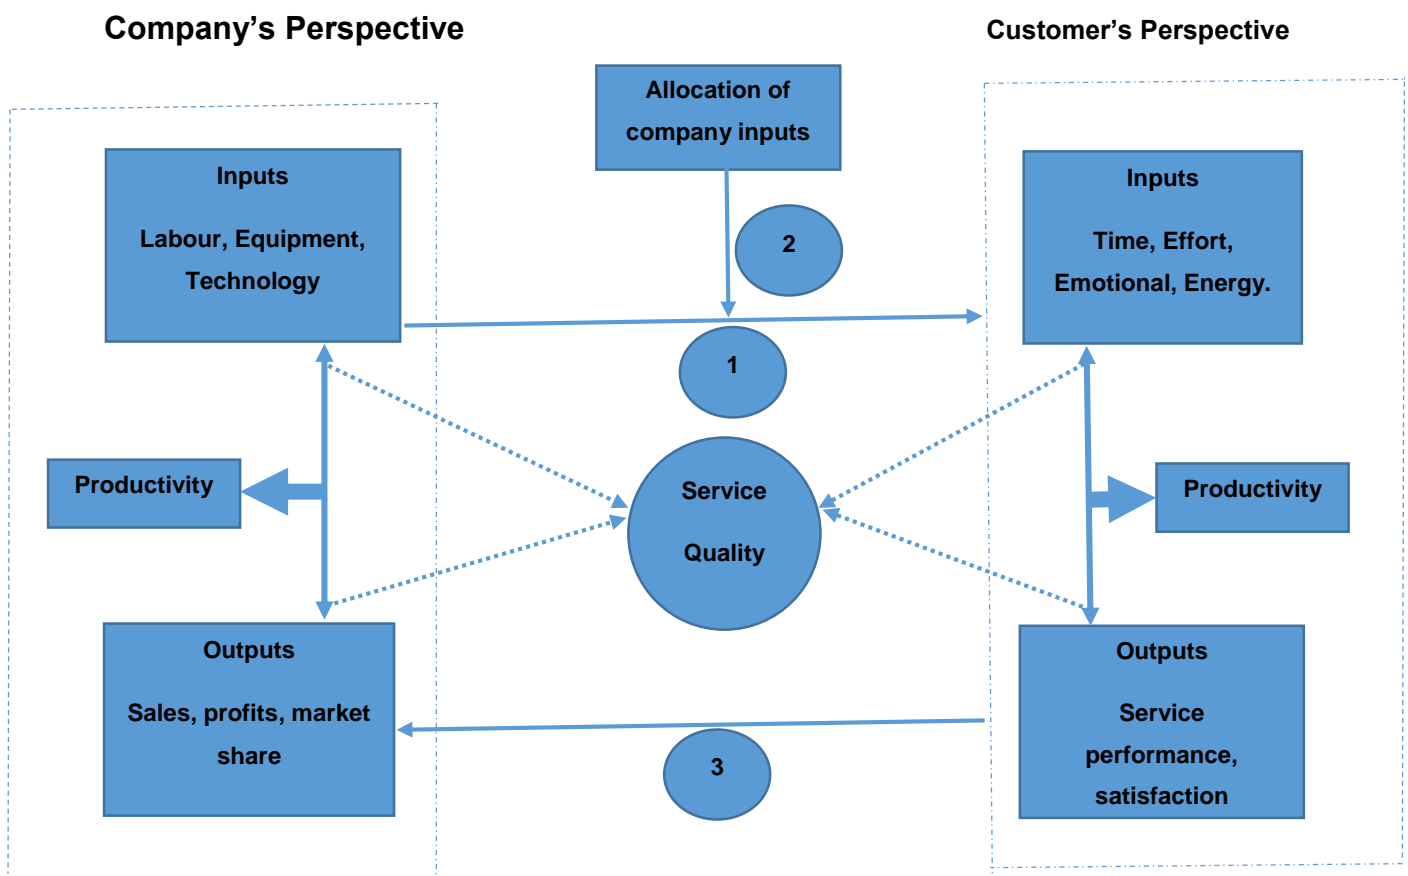 Company's Perspective
Customer's Perspective
Allocation of
company inputs
Inputs
Labour, Equipment,
Technology
2
Inputs
Time, Effort,
Emotional, Energy.
1
Productivity
Service
Quality
Productivity
Outputs
Sales, profits, market
share
3
Outputs
Service
performance,
satisfaction